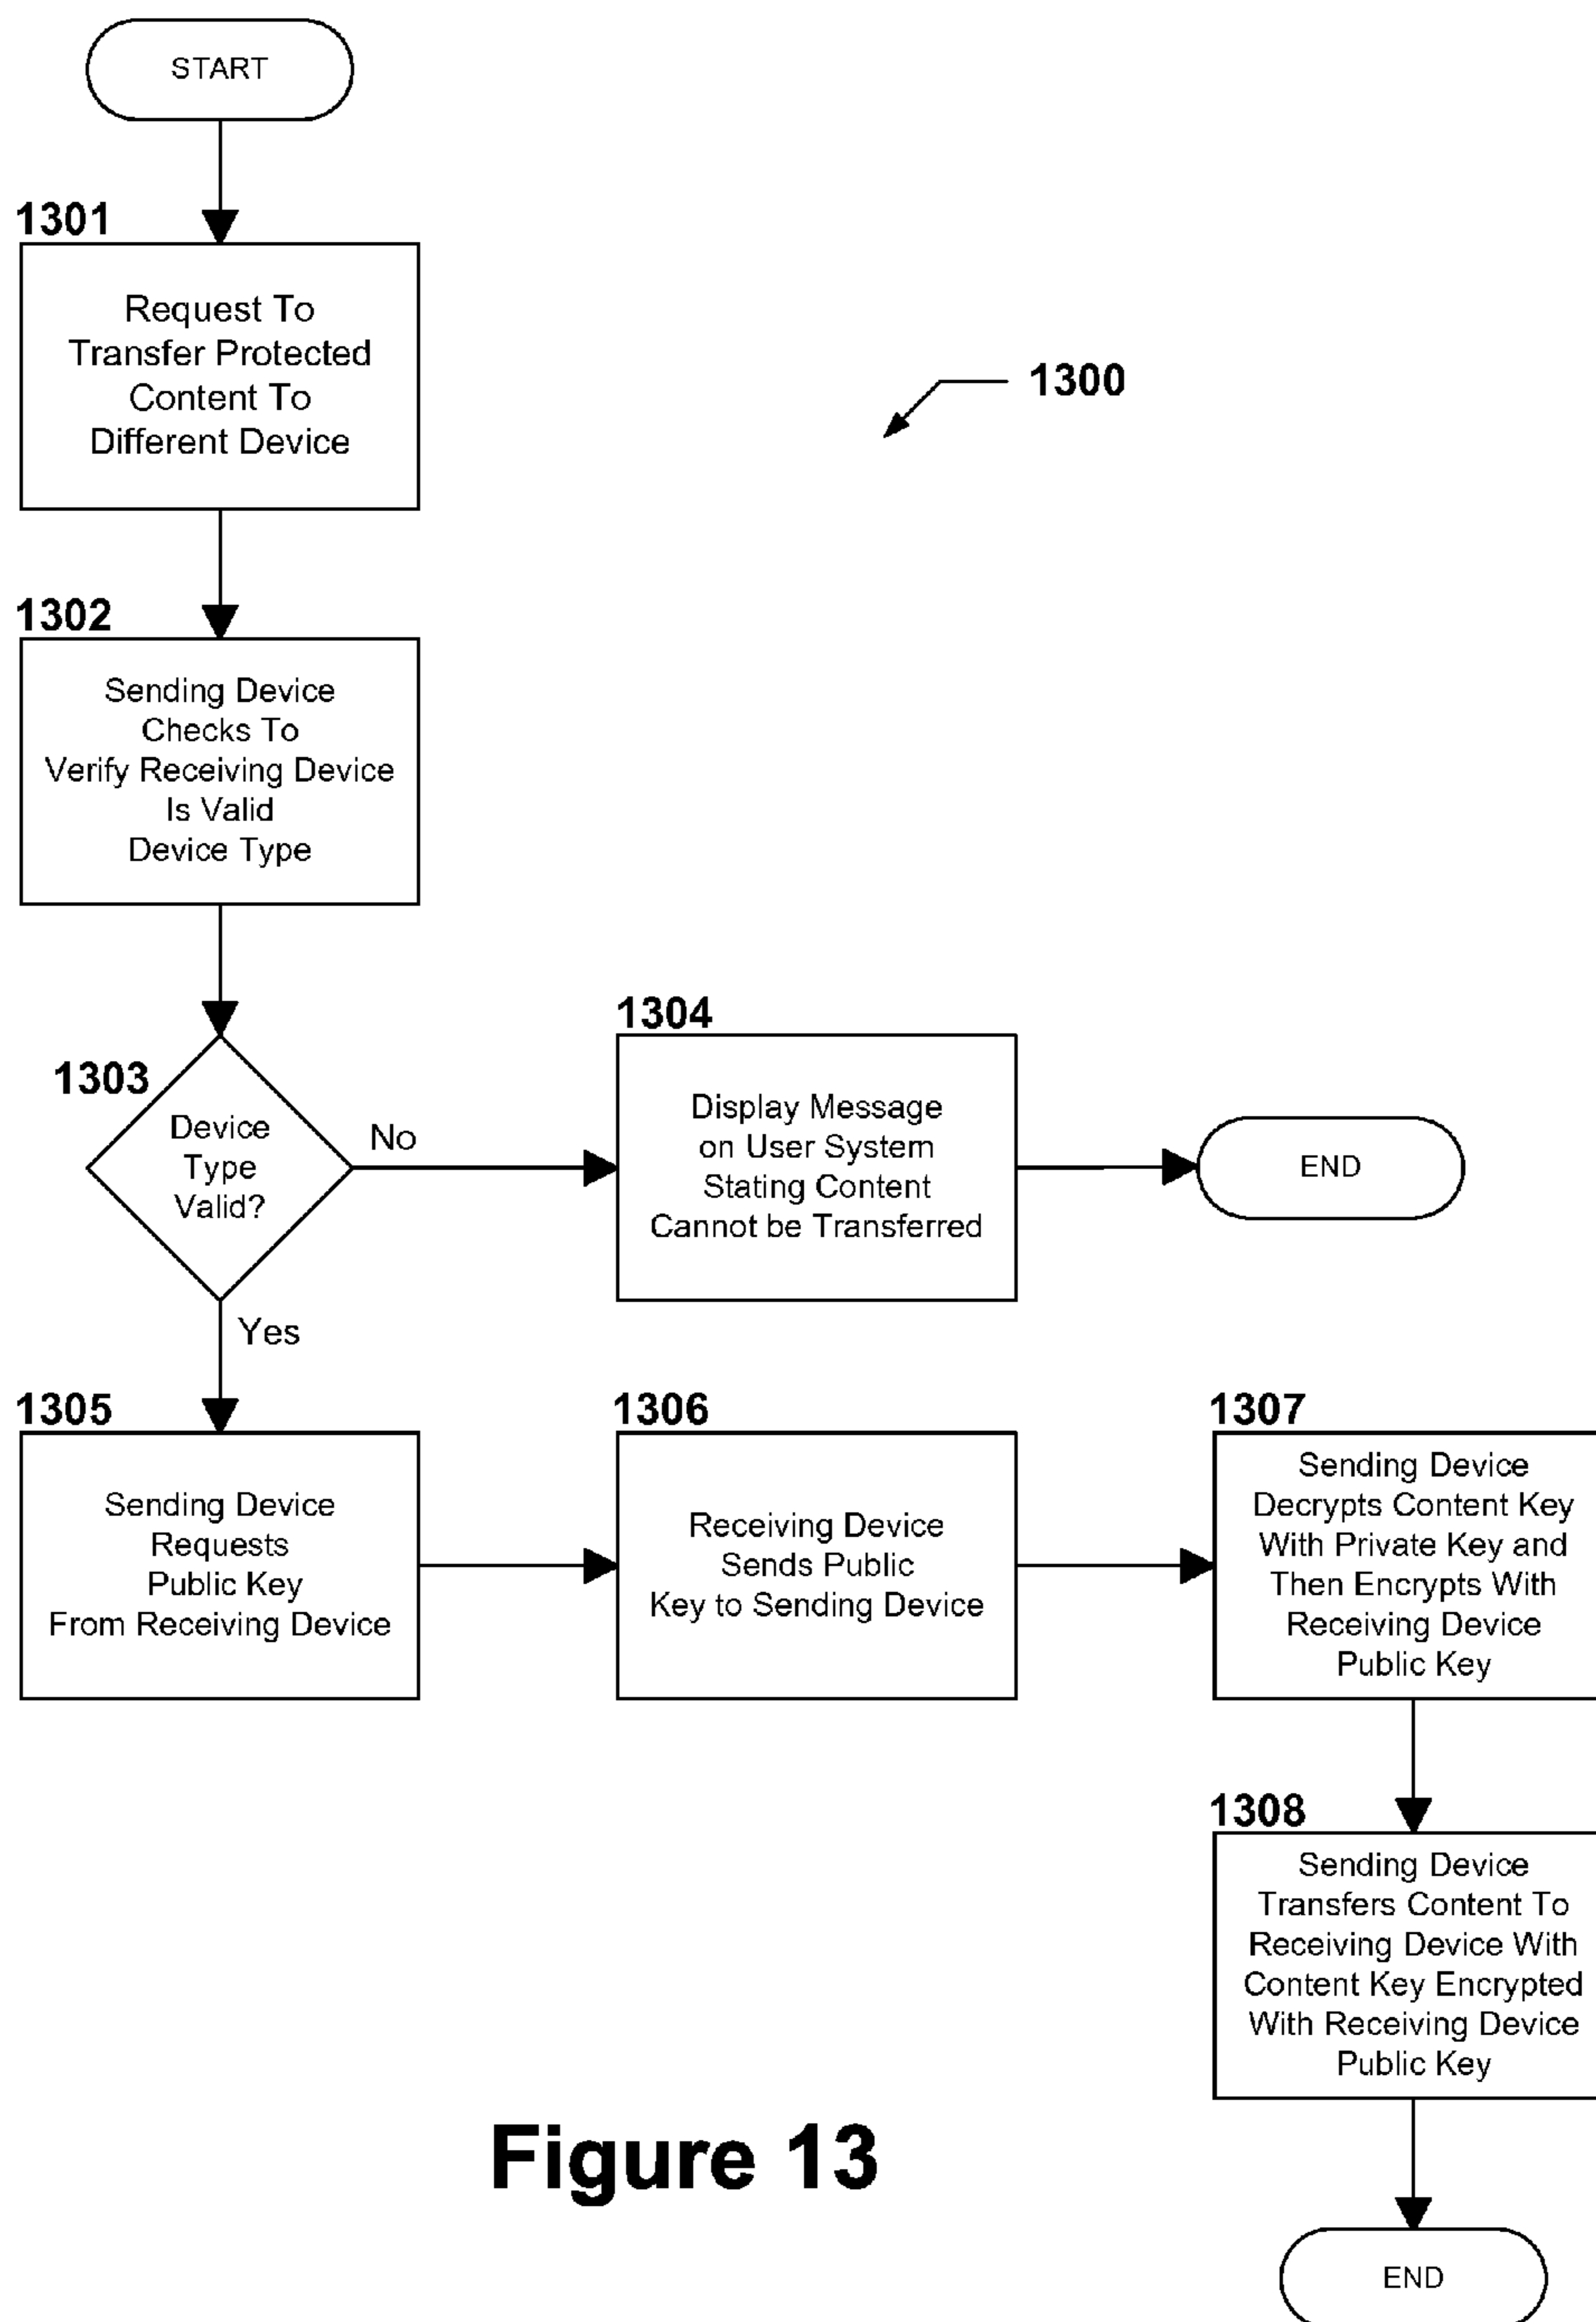 START
1301
Request To
Transfer Protected
Content To
Different Device
1300
1302
Sending Device
Checks To
Verify Receiving Device
Is Valid
Device Type
1303
Device
Type
Valid?
No
1304
Display Message
on User System
Stating Content
Cannot be Transferred
END
Yes
1305
Sending Device
Requests
Public Key
From Receiving Device
1306
Receiving Device
Sends Public
Key to Sending Device
1307
Sending Device
Decrypts Content Key
With Private Key and
Then Encrypts With
Receiving Device
Public Key
1308
Sending Device
Transfers Content To
Receiving Device With
Content Key Encrypted
With Receiving Device
Public Key
Figure 13
END